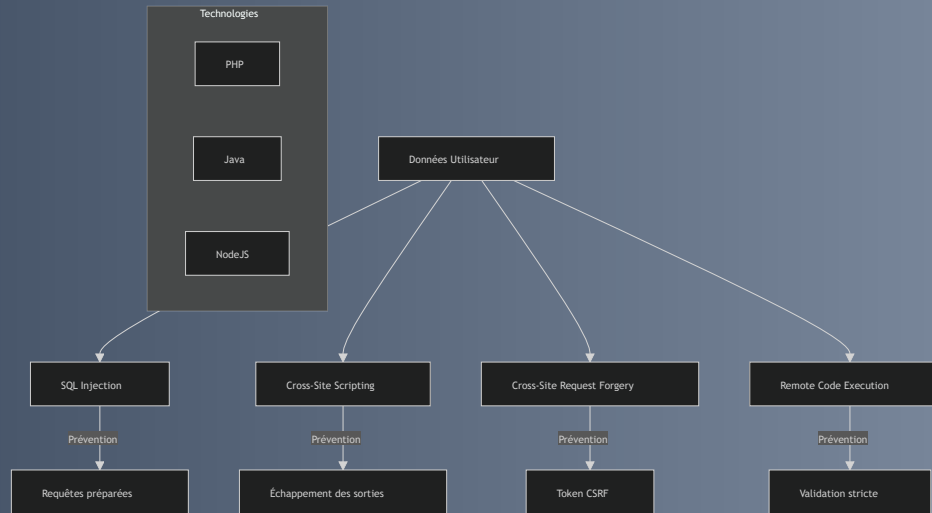 Technologies
PHP
Java
Données Utilisateur
NodeJS
SQL Injection
Cross-Site Scripting
Cross-Site Request Forgery
Remote Code Execution
Prévention
Prévention
Prévention
Prévention
Requêtes préparées
Échappement des sorties
Token CSRF
Validation stricte